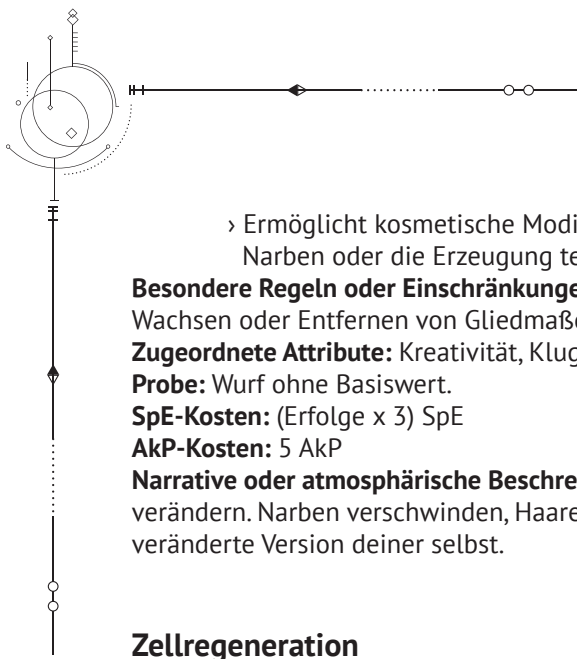 › Ermöglicht kosmetische Modi
Narben oder die Erzeugung te
Besondere Regeln oder Einschränkunge
Wachsen oder Entfernen von Gliedmaße
Zugeordnete Attribute: Kreativität, Klug
Probe: Wurf ohne Basiswert.
SpE-Kosten: (Erfolge x 3) SpE
AkP-Kosten: 5 AkP
Narrative oder atmosphärische Beschre
verändern. Narben verschwinden, Haare
veränderte Version deiner selbst.
Zellregeneration